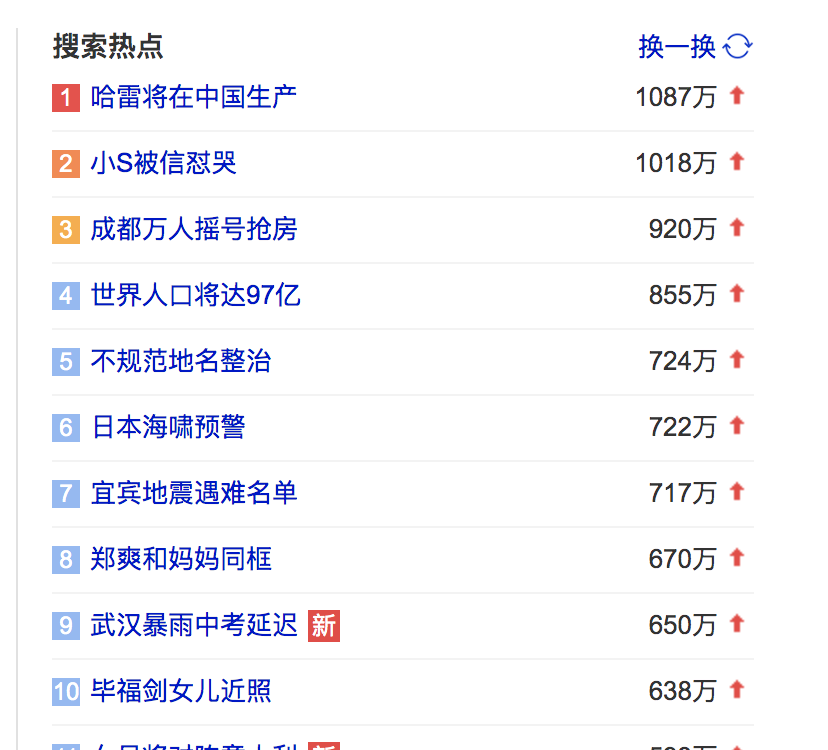 搜索热点 换一换
1 哈雷将在中国生产 1087万
2 小S被信怼哭 1018万
3 成都万人摇号抢房 920万
4 世界人口将达97亿 855万
5 不规范地名整治 724万
6 日本海啸预警 722万
7 宜宾地震遇难名单 717万
8 郑爽和妈妈同框 670万
9 武汉暴雨中考延迟 新 650万
10 毕福剑女儿近照 638万